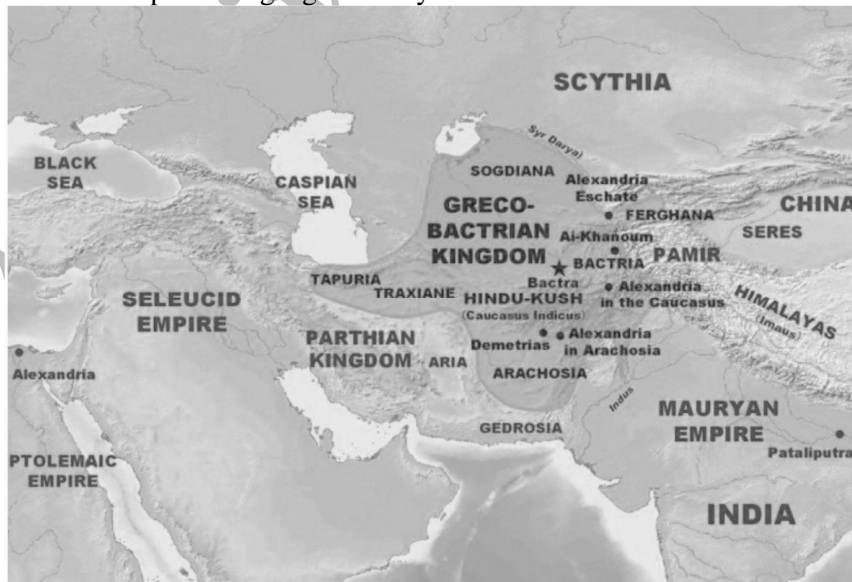 SCYTHIA
Syr Darya)
BLACK
SEA
CASPIAN
SEA
SOGDIANA
Alexandria
Eschate
GRECO-
BACTRIAN
KINGDOM
FERGHANA
CHINA
SERES
Ai-Khanoum
PAMIR
BACTRIA
Bactra
TAPURIA
TRAXIANE
HINDU-KUSH
(Caucasus Indicus)
Alexandria
in the Caucasus
HIMALAYAS
(Imaus)
SELEUCID
EMPIRE
PARTHIAN
KINGDOM
ARIA
Demetrias
Alexandria
in Arachosia
ARACHOSIA
Alexandria
Indus
MAURYAN
EMPIRE
GEDROSIA
Pataliputra
PTOLEMAIC
EMPIRE
INDIA